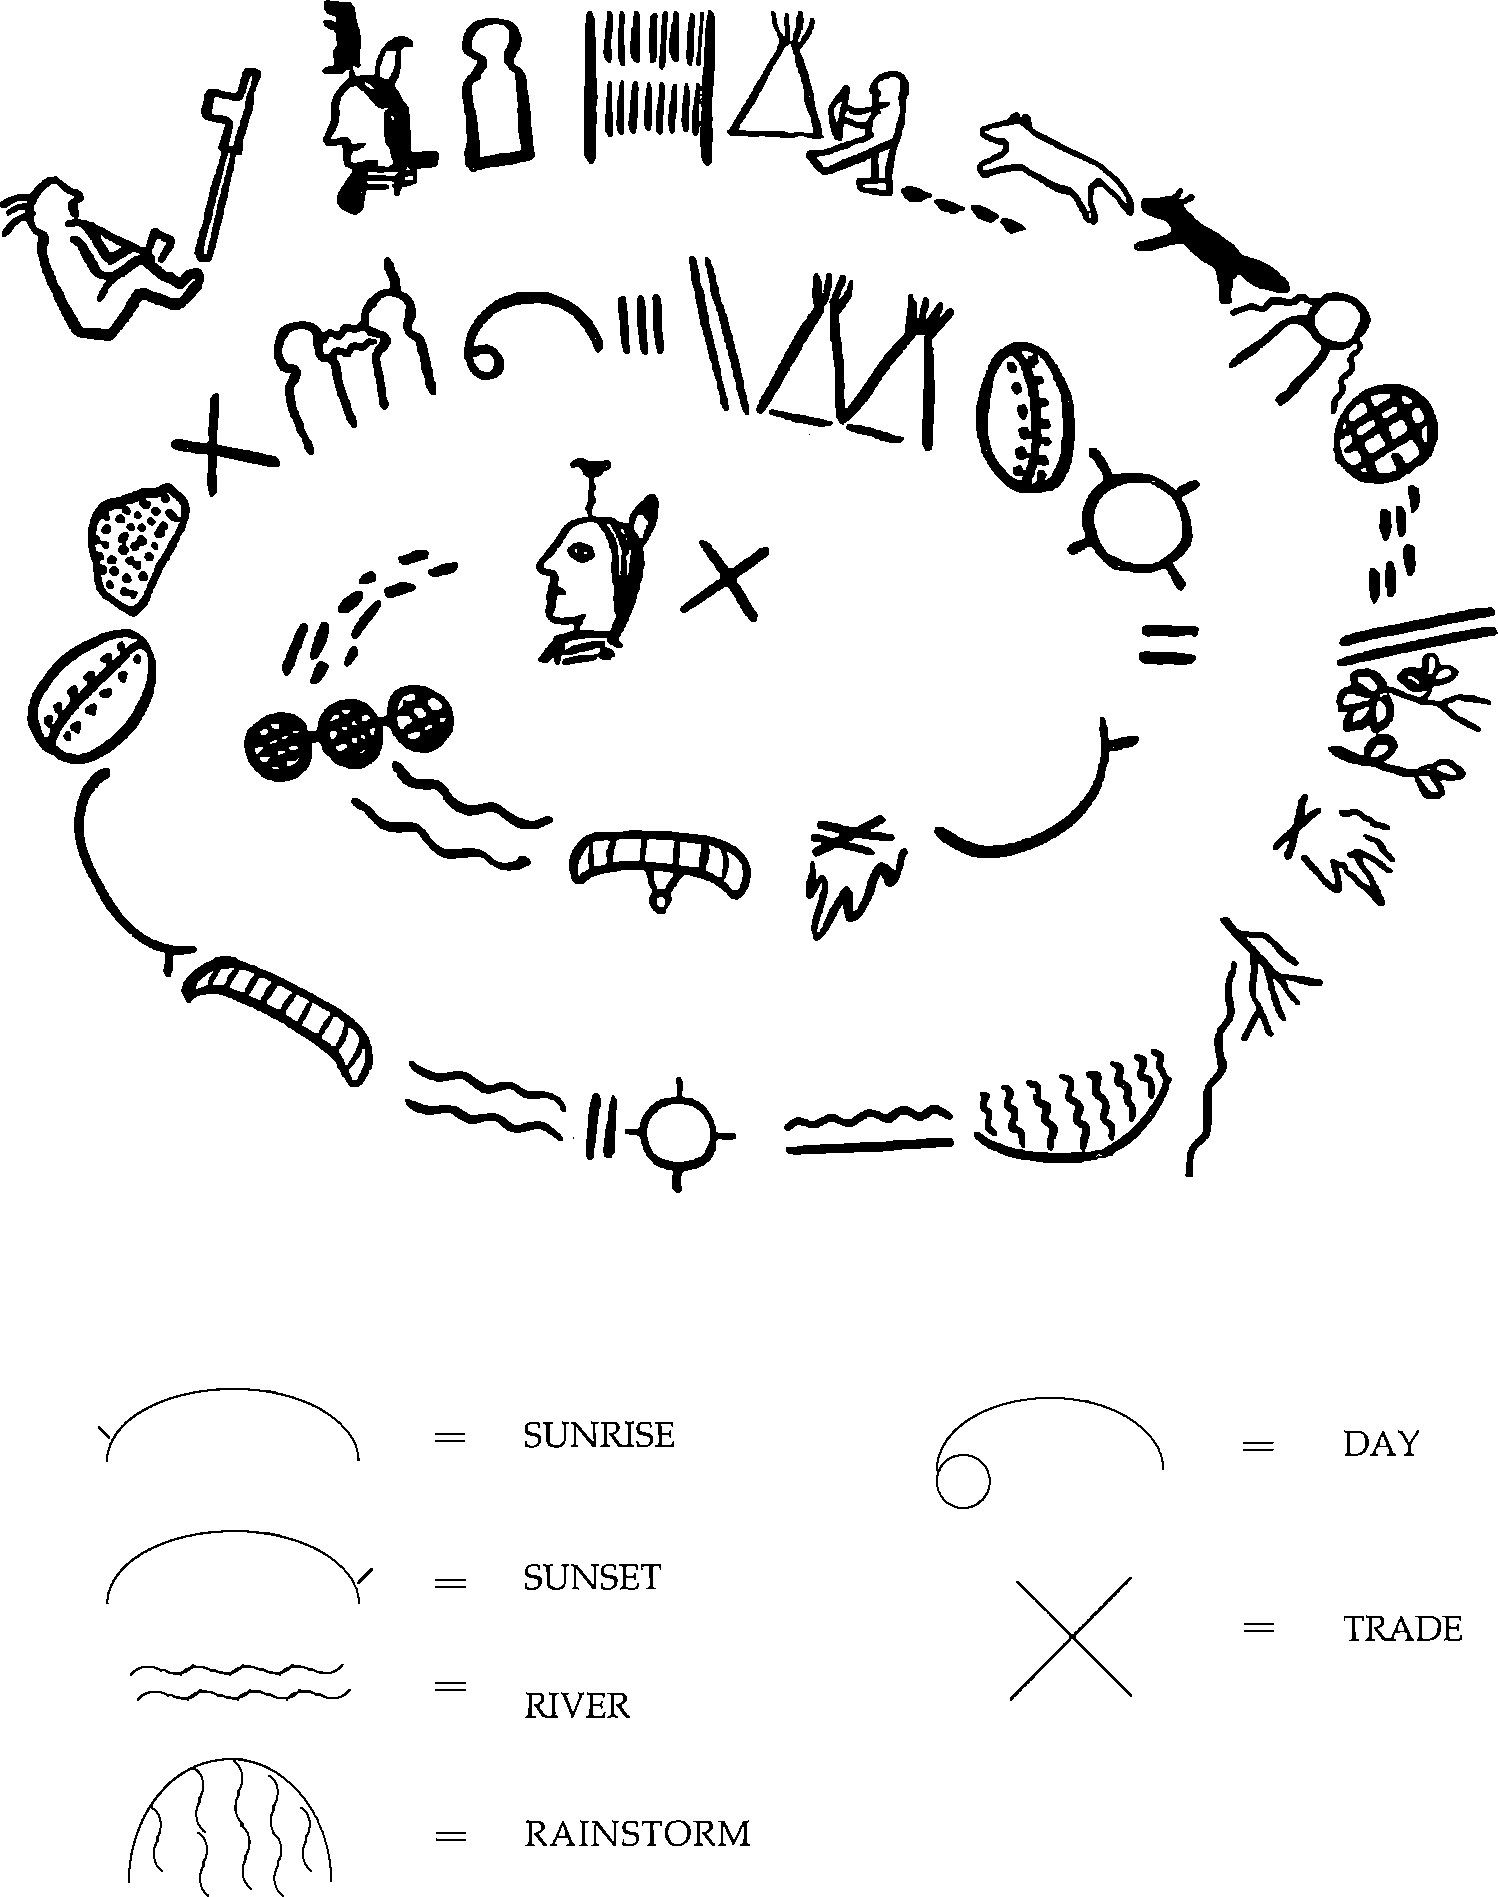 = SUNRISE
= SUNSET
= RIVER
= RAINSTORM
= DAY
= TRADE